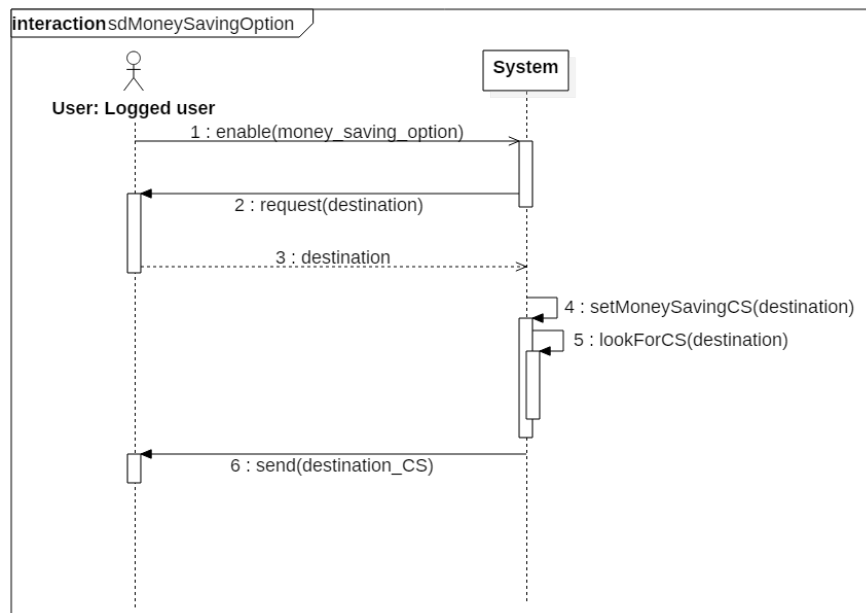 interaction sdMoneySavingOption
System
User: Logged user
1 : enable(money_saving_option)
2 : request(destination)
3 : destination
4 : setMoneySavingCS(destination)
5 : lookForCS(destination)
6 : send(destination_CS)